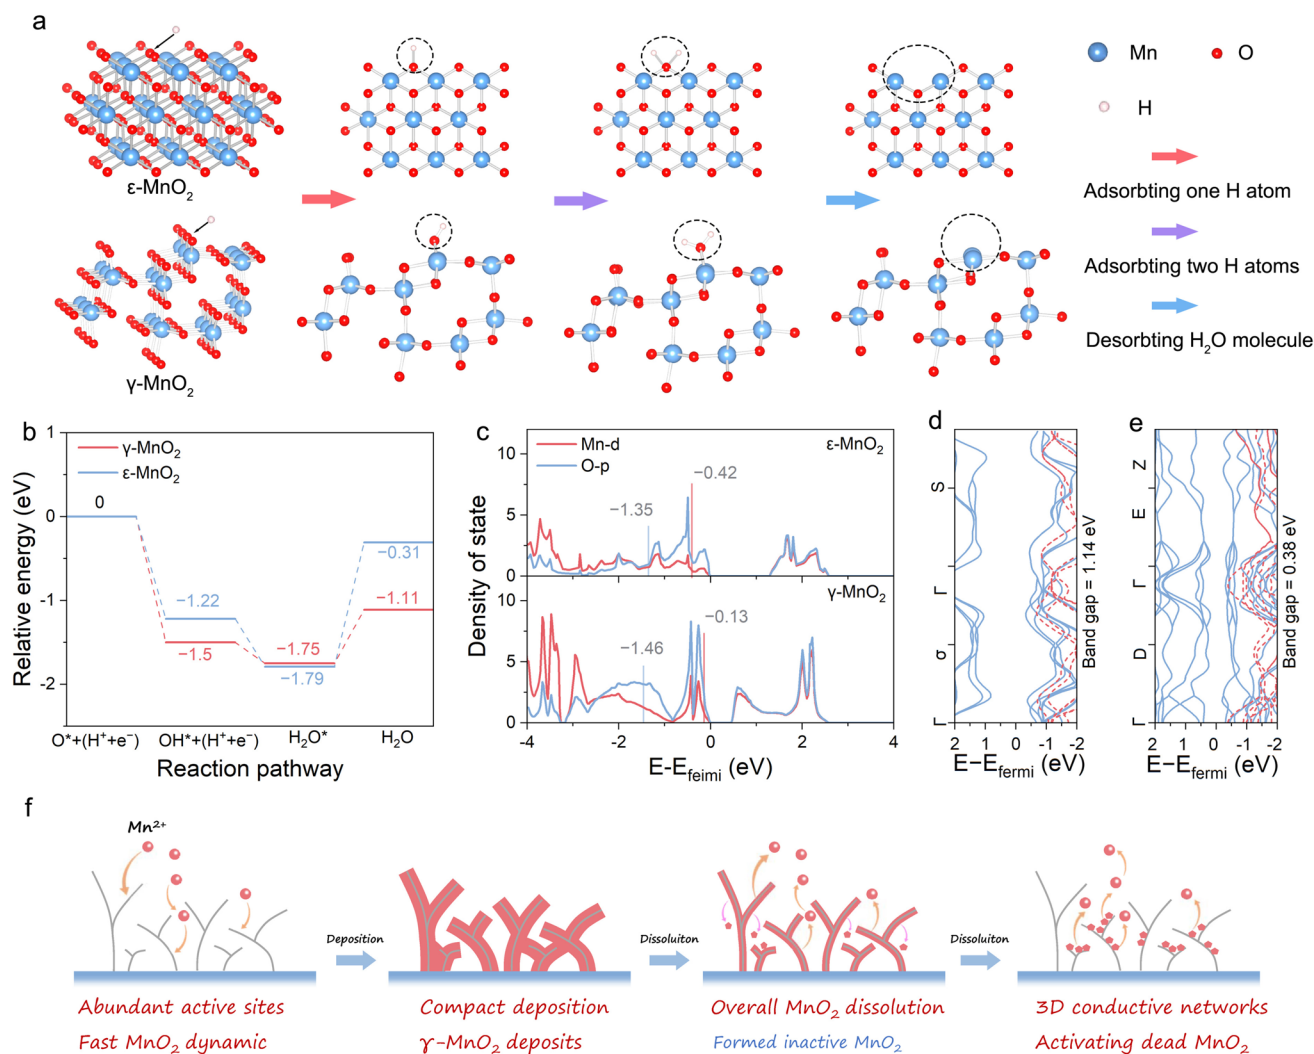 a
H
Mn
O
H
ε-MnO₂
Adsorbting one H atom
Adsorbting two H atoms
Desorbting H₂O molecule
γ-MnO₂
b
γ-MnO₂
ε-MnO₂
Relative energy (eV)
1
0
-1
-2
0
−1.22
−1.5
−1.75
−1.79
−0.31
−1.11
O*+(H⁺+e⁻)
OH*+(H⁺+e⁻)
H₂O*
H₂O
Reaction pathway
c
Mn-d
O-p
ε-MnO₂
−0.42
−1.35
γ-MnO₂
−0.13
−1.46
Density of state
10
5
0
10
5
0
-4
-2
0
2
4
E-E_feimi (eV)
d
S
Γ
σ
Γ
Band gap = 1.14 eV
2 1 0 -1 -2
E−E_fermi (eV)
e
Z
E
Γ
D
Γ
Band gap = 0.38 eV
2 1 0 -1 -2
E−E_fermi (eV)
f
Mn²⁺
Deposition
Dissoluiton
Dissoluiton
Abundant active sites
Fast MnO₂ dynamic
Compact deposition
γ-MnO₂ deposits
Overall MnO₂ dissolution
Formed inactive MnO₂
3D conductive networks
Activating dead MnO₂